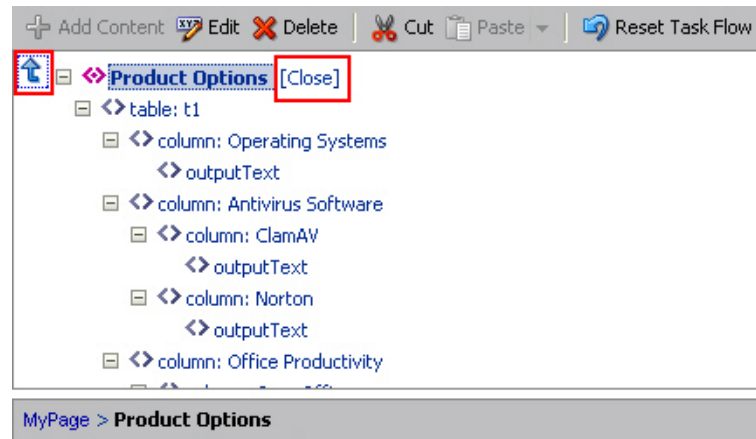 Add Content Edit Delete Cut Paste Reset Task Flow
Product Options [Close]
table: t1
column: Operating Systems
outputText
column: Antivirus Software
column: ClamAV
outputText
column: Norton
outputText
column: Office Productivity
MyPage > Product Options